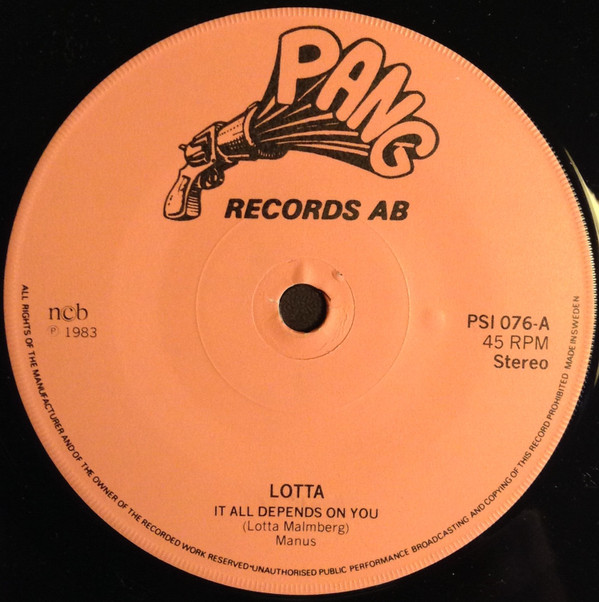 PANG
RECORDS AB
ncb
℗ 1983
PSI 076-A
45 RPM
Stereo
LOTTA
IT ALL DEPENDS ON YOU
(Lotta Malmberg)
Manus
ALL RIGHTS OF THE MANUFACTURER AND OF THE OWNER OF THE RECORDED WORK RESERVED•UNAUTHORISED PUBLIC PERFORMANCE BROADCASTING AND COPYING OF THIS RECORD PROHIBITED MADE IN SWEDEN